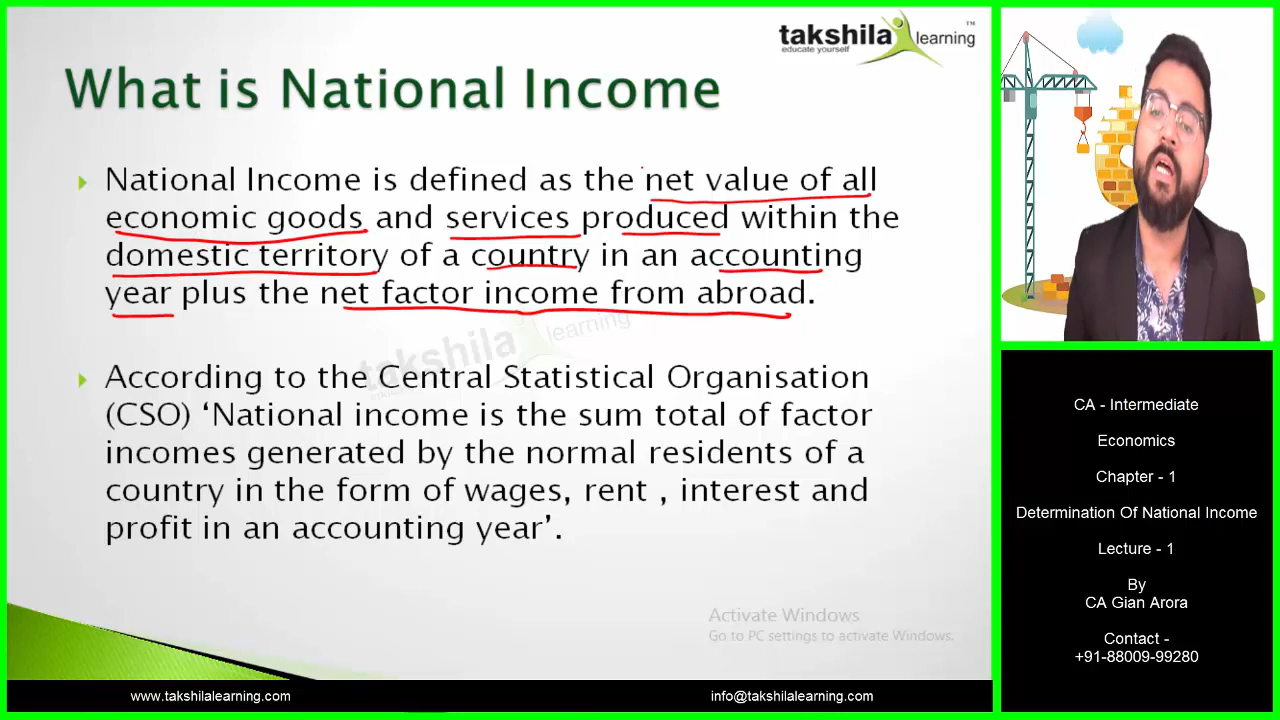 takshila learning TM
educate yourself
What is National Income
National Income is defined as the net value of all
economic goods and services produced within the
domestic territory of a country in an accounting
year plus the net factor income from abroad.
takshila learning
According to the Central Statistical Organisation
(CSO) ‘National income is the sum total of factor
incomes generated by the normal residents of a
country in the form of wages, rent , interest and
profit in an accounting year’.
Activate Windows
Go to PC settings to activate Windows.
www.takshilalearning.com
info@takshilalearning.com
CA - Intermediate
Economics
Chapter - 1
Determination Of National Income
Lecture - 1
By
CA Gian Arora
Contact -
+91-88009-99280